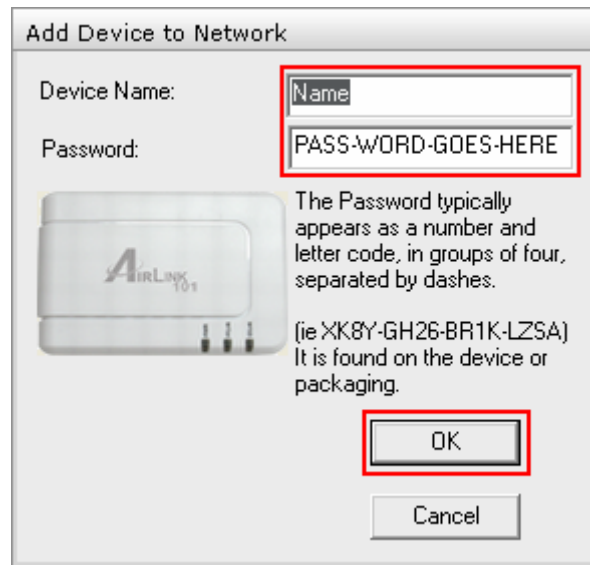 Add Device to Network
Device Name:
Name
Password:
PASS-WORD-GOES-HERE
The Password typically
appears as a number and
letter code, in groups of four,
separated by dashes.
(ie XK8Y-GH26-BR1K-LZSA)
It is found on the device or
packaging.
AIRLINK
101
OK
Cancel